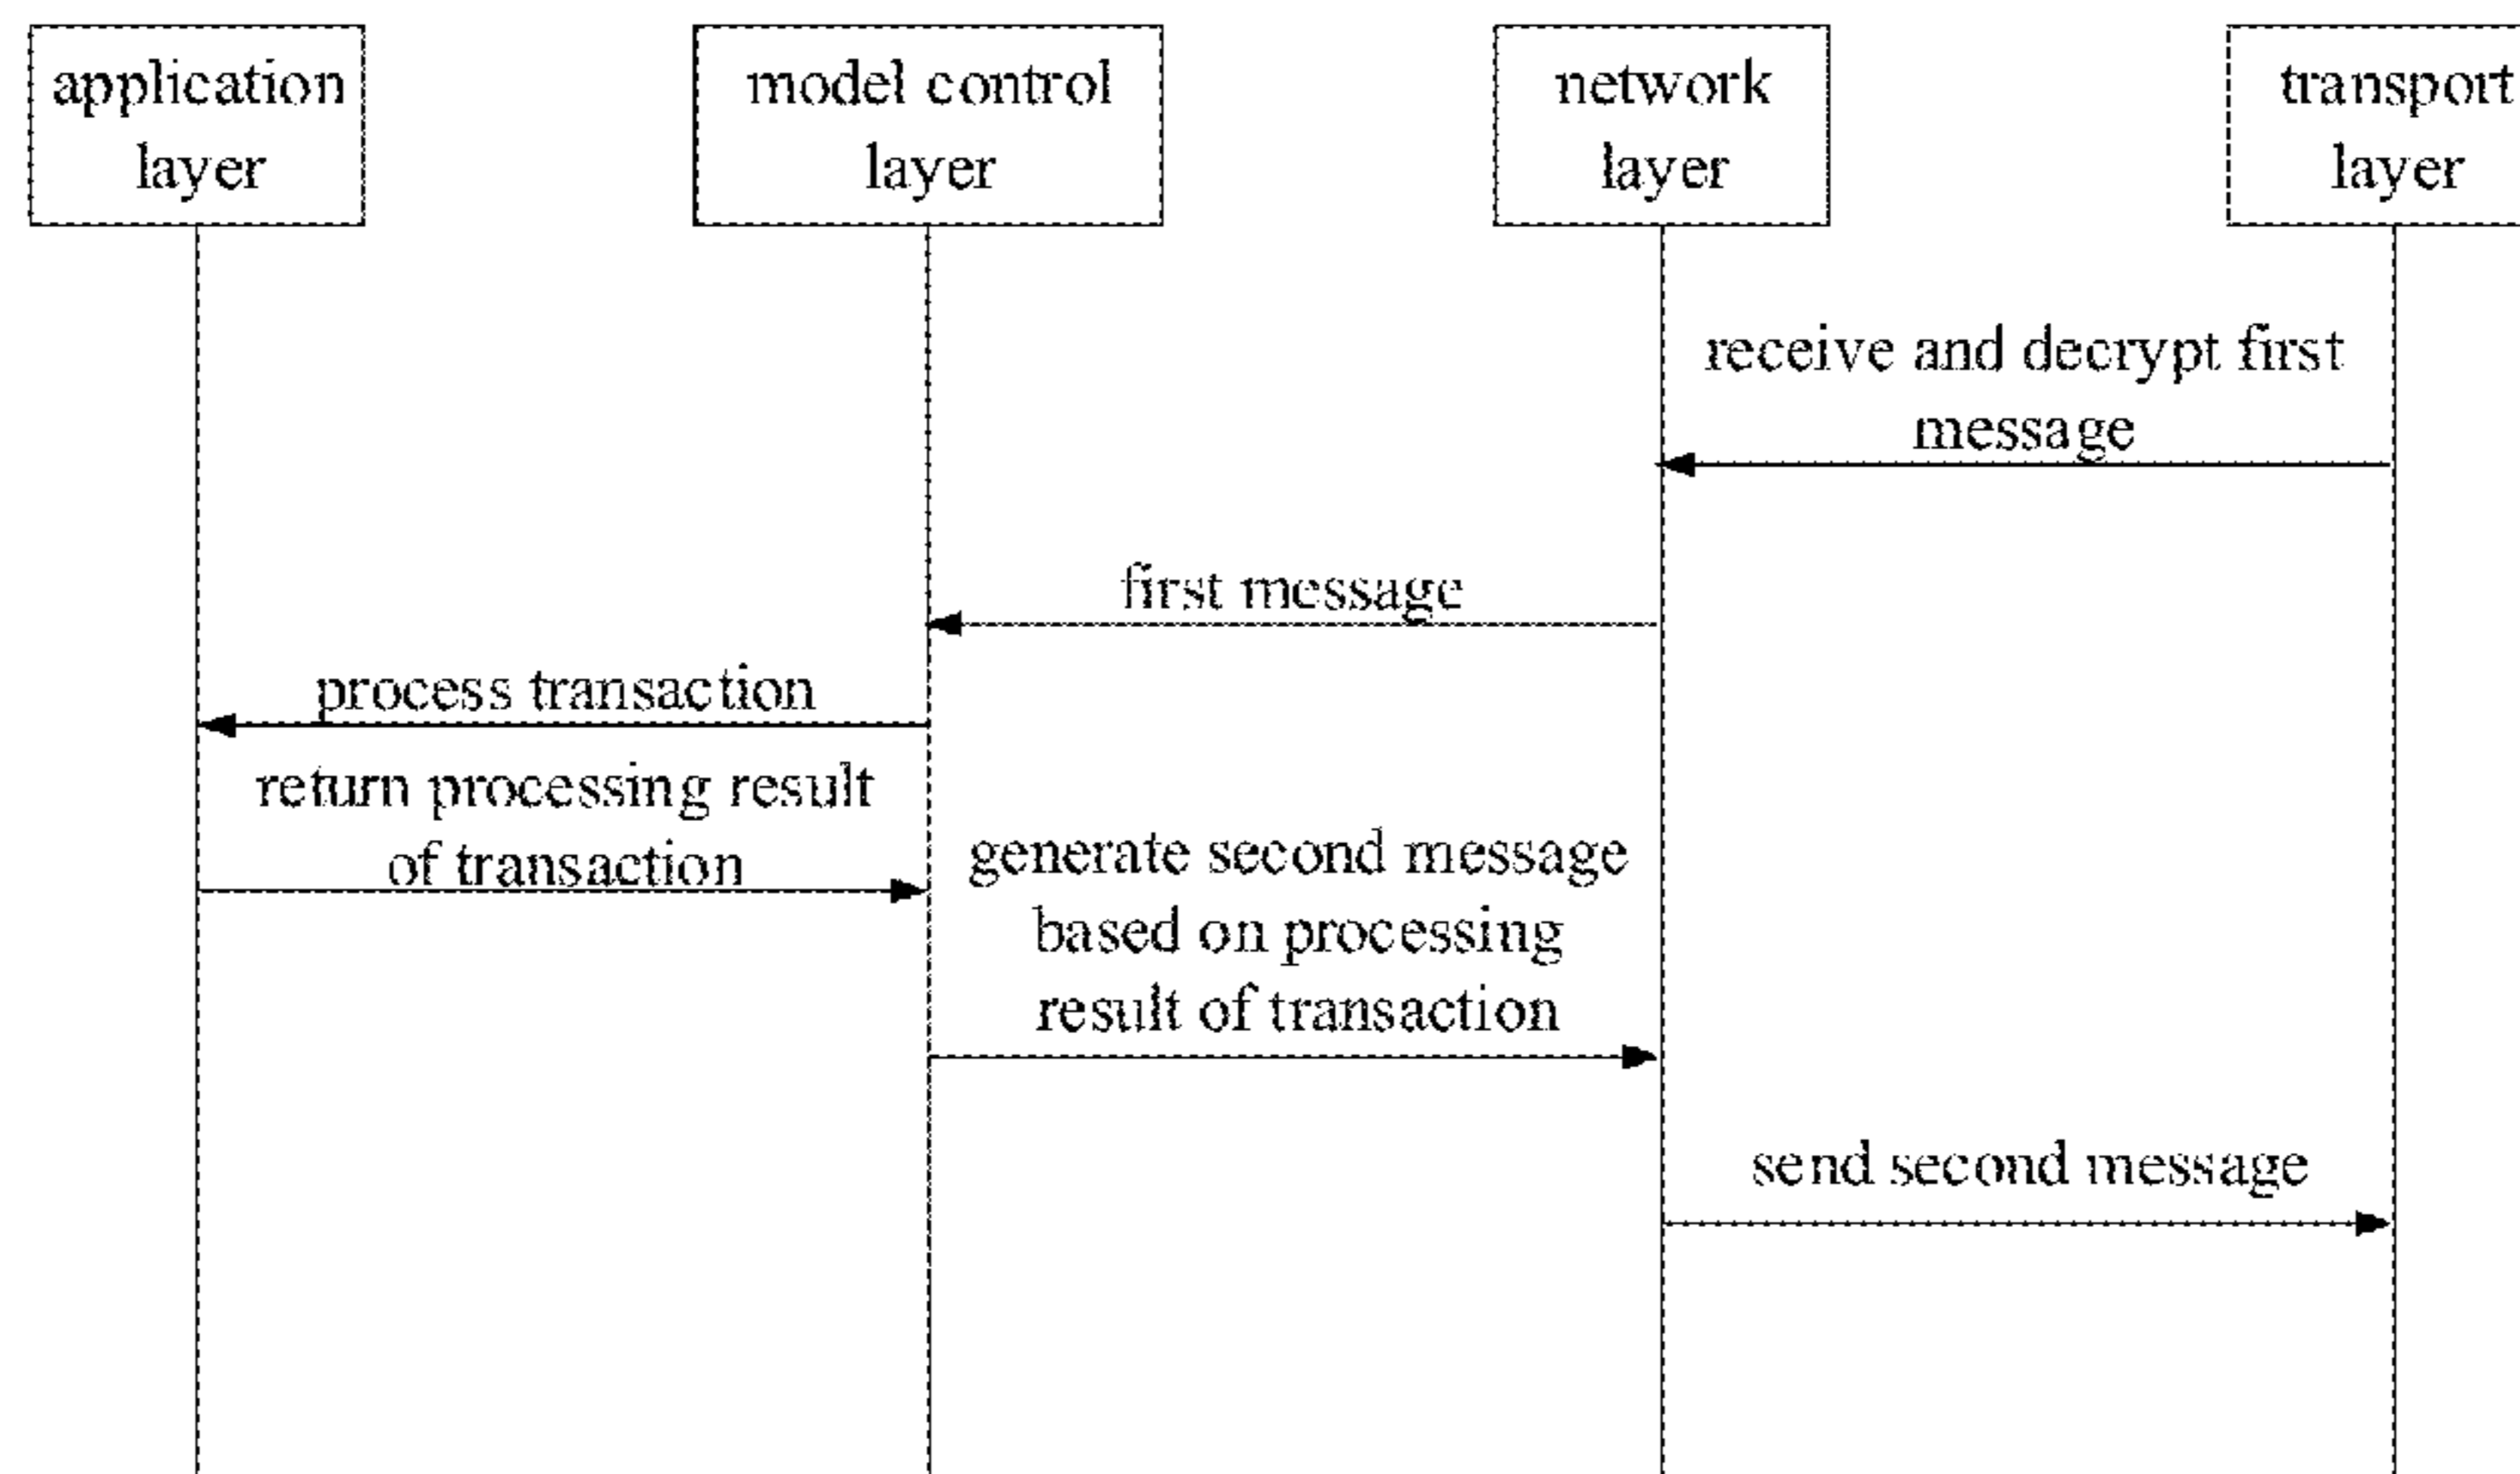 application
layer
model control
layer
network
layer
transport
layer
receive and decrypt first
message
first message
process transaction
return processing result
of transaction
generate second message
based on processing
result of transaction
send second message